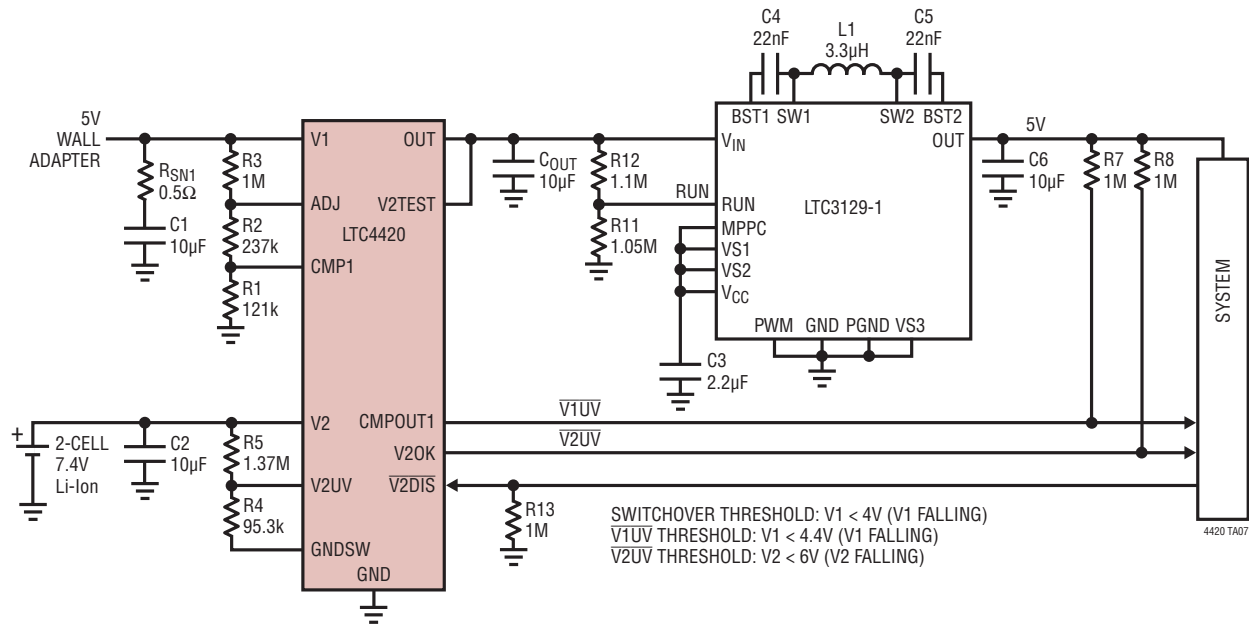 C4
22nF
L1
3.3µH
C5
22nF
BST1 SW1
SW2 BST2
5V
WALL
ADAPTER
V1
OUT
VIN
OUT
5V
RSN1
0.5Ω
R3
1M
COUT
10µF
R12
1.1M
C6
10µF
R7
1M
R8
1M
ADJ
V2TEST
RUN
RUN
LTC3129-1
C1
10µF
R2
237k
LTC4420
R11
1.05M
MPPC
VS1
VS2
VCC
CMP1
R1
121k
PWM GND PGND VS3
SYSTEM
C3
2.2µF
V2
CMPOUT1
V1UV
+
2-CELL
7.4V
Li-Ion
C2
10µF
R5
1.37M
V2OK
V2UV
V2UV
V2DIS
R4
95.3k
R13
1M
GNDSW
GND
SWITCHOVER THRESHOLD: V1 < 4V (V1 FALLING)
V1UV THRESHOLD: V1 < 4.4V (V1 FALLING)
V2UV THRESHOLD: V2 < 6V (V2 FALLING)
4420 TA07